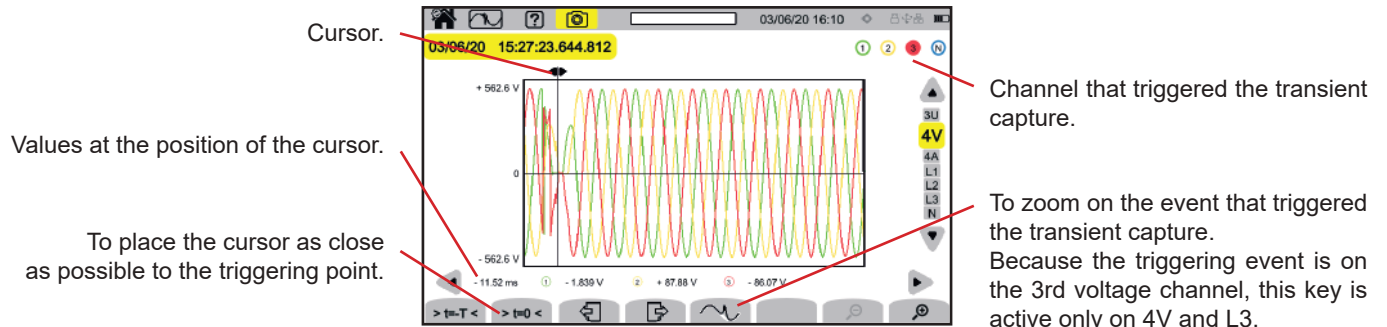 03/06/20 16:10
Cursor.
03/06/20 15:27:23.644.812
1 2 3 N
+ 562.6 V
Channel that triggered the transient
capture.
3U
4V
4A
L1
L2
L3
N
Values at the position of the cursor.
0
To zoom on the event that triggered
the transient capture.
Because the triggering event is on
the 3rd voltage channel, this key is
active only on 4V and L3.
To place the cursor as close
as possible to the triggering point.
- 562.6 V
- 11.52 ms 1 - 1.839 V 2 + 87.88 V 3 - 86.07 V
> t=-T < > t=0 <